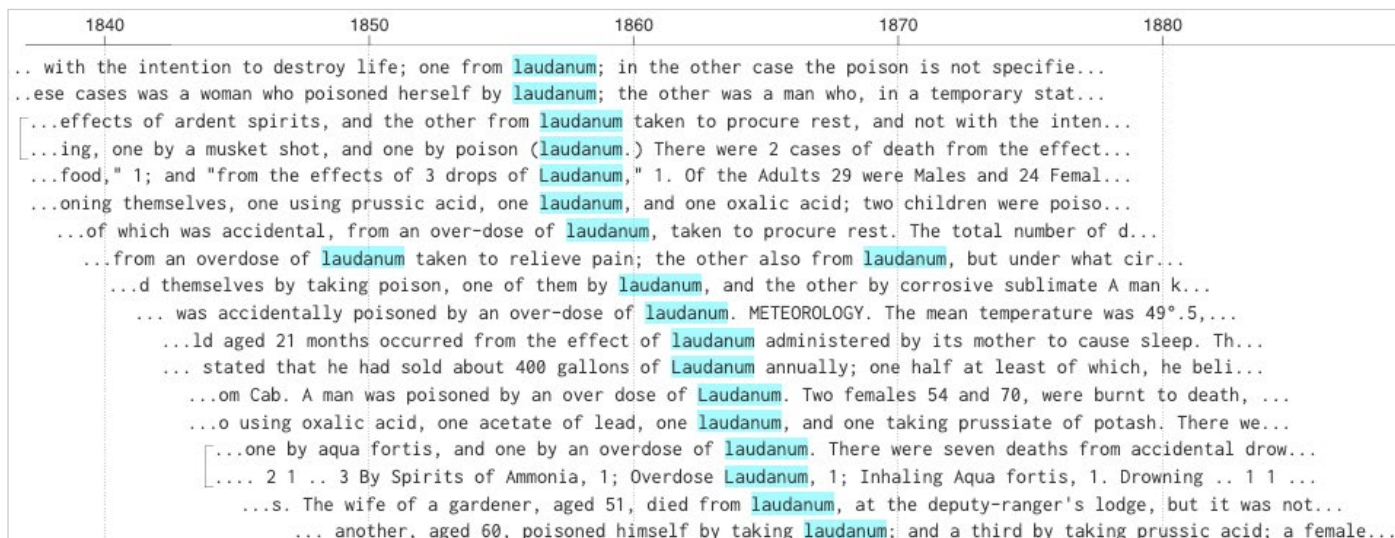 1840 1850 1860 1870 1880
.. with the intention to destroy life; one from laudanum; in the other case the poison is not specifie...
..ese cases was a woman who poisoned herself by laudanum; the other was a man who, in a temporary stat...
...effects of ardent spirits, and the other from laudanum taken to procure rest, and not with the inten...
...ing, one by a musket shot, and one by poison (laudanum.) There were 2 cases of death from the effect...
...food," 1; and "from the effects of 3 drops of Laudanum," 1. Of the Adults 29 were Males and 24 Femal...
...oning themselves, one using prussic acid, one laudanum, and one oxalic acid; two children were poiso...
...of which was accidental, from an over-dose of laudanum, taken to procure rest. The total number of d...
...from an overdose of laudanum taken to relieve pain; the other also from laudanum, but under what cir...
...d themselves by taking poison, one of them by laudanum, and the other by corrosive sublimate A man k...
... was accidentally poisoned by an over-dose of laudanum. METEOROLOGY. The mean temperature was 49°.5,...
...ld aged 21 months occurred from the effect of laudanum administered by its mother to cause sleep. Th...
... stated that he had sold about 400 gallons of Laudanum annually; one half at least of which, he beli...
...om Cab. A man was poisoned by an over dose of Laudanum. Two females 54 and 70, were burnt to death, ...
...o using oxalic acid, one acetate of lead, one laudanum, and one taking prussiate of potash. There we...
...one by aqua fortis, and one by an overdose of laudanum. There were seven deaths from accidental drow...
.... 2 1 .. 3 By Spirits of Ammonia, 1; Overdose Laudanum, 1; Inhaling Aqua fortis, 1. Drowning .. 1 1 ...
...s. The wife of a gardener, aged 51, died from laudanum, at the deputy-ranger's lodge, but it was not...
... another, aged 60, poisoned himself by taking laudanum; and a third by taking prussic acid; a female...